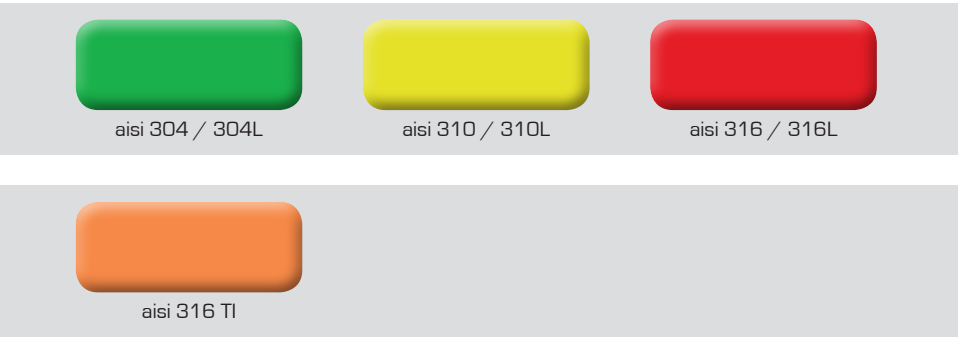 aisi 304 / 304L
aisi 310 / 310L
aisi 316 / 316L
aisi 316 TI